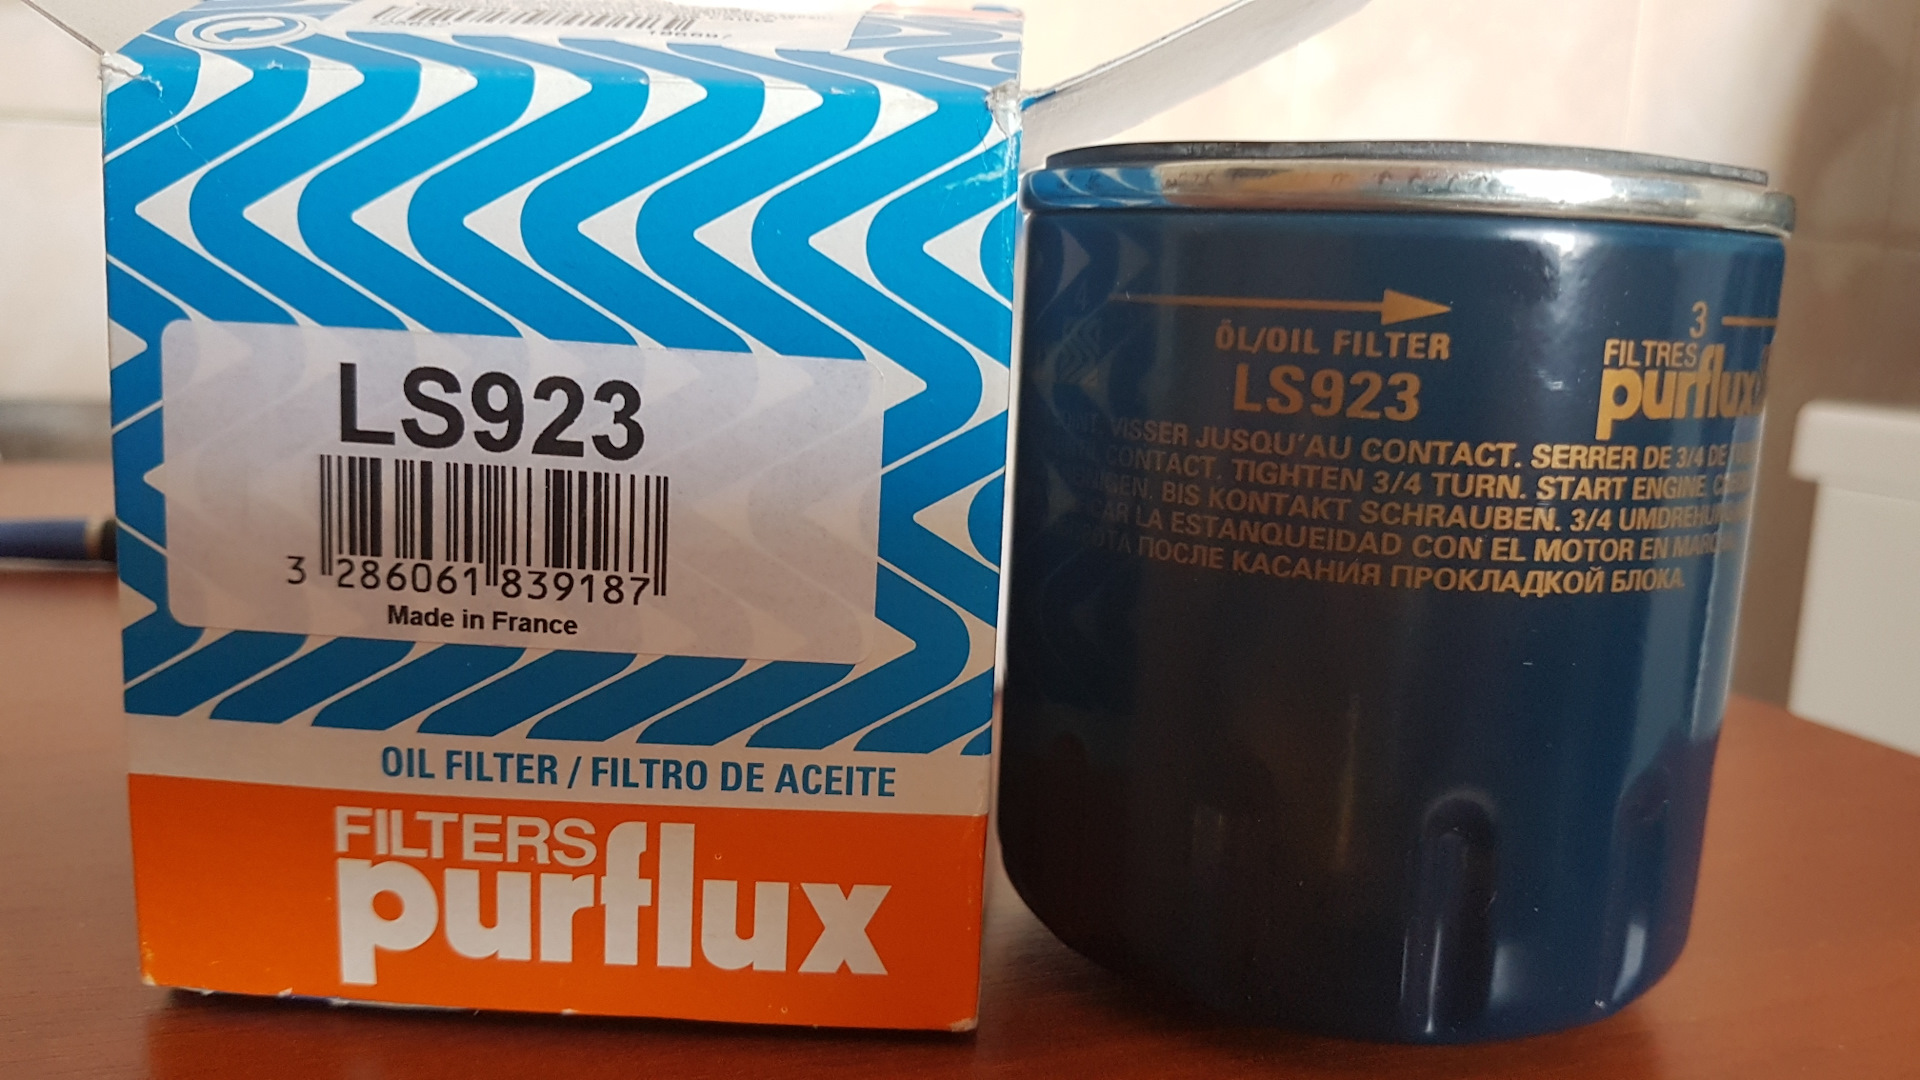 LS923
3 286061 839187
Made in France
OIL FILTER / FILTRO DE ACEITE
FILTERS
purflux
ÖL/OIL FILTER
LS923
3
FILTRES
purflux
VISSER JUSQU'AU CONTACT. SERRER DE 3/4 DE
CONTACT. TIGHTEN 3/4 TURN. START ENGINE
BIS KONTAKT SCHRAUBEN. 3/4
LA ESTANQUEIDAD CON EL MOTOR EN
ПОСЛЕ КАСАНИЯ ПРОКЛАДКОЙ БЛОКА.